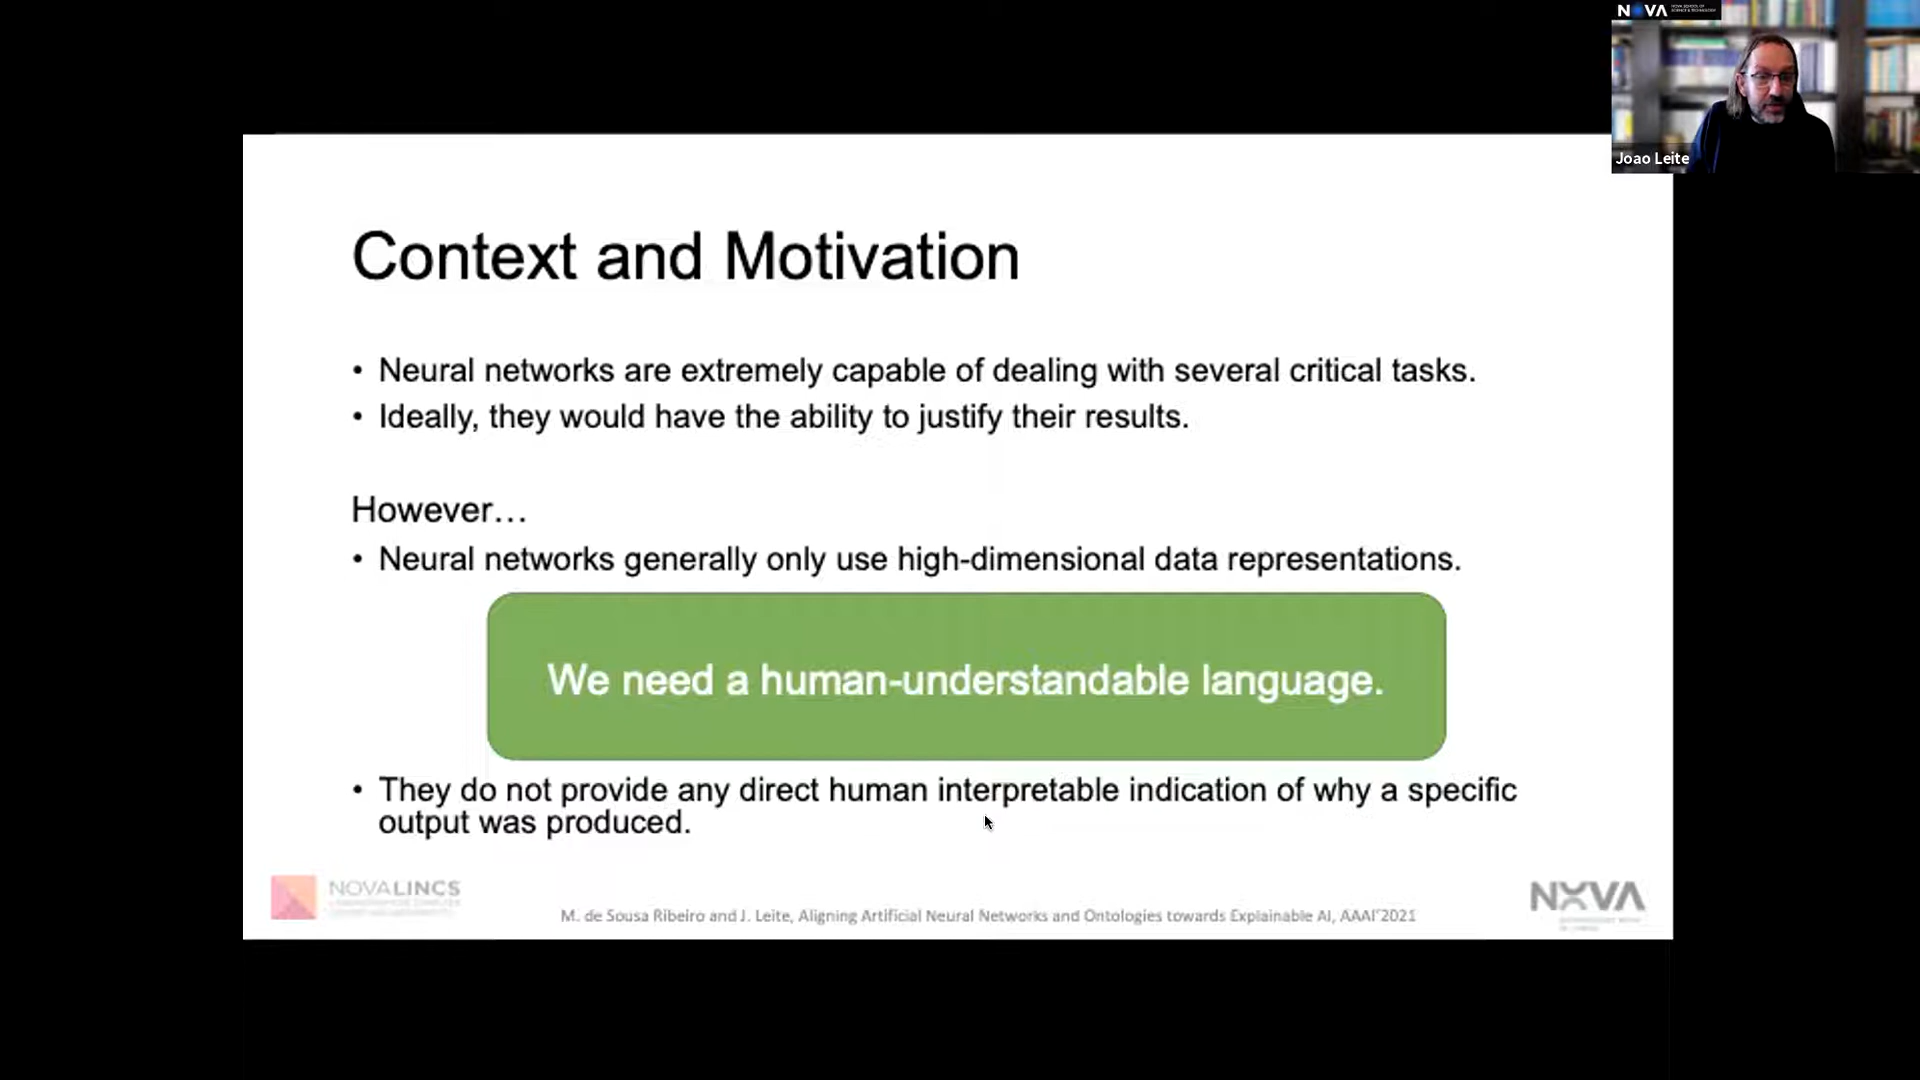 NOVA
Joao Leite
Context and Motivation
• Neural networks are extremely capable of dealing with several critical tasks.
• Ideally, they would have the ability to justify their results.
However…
• Neural networks generally only use high-dimensional data representations.
We need a human-understandable language.
• They do not provide any direct human interpretable indication of why a specific
output was produced.
NOVALINCS
M. de Sousa Ribeiro and J. Leite, Aligning Artificial Neural Networks and Ontologies towards Explainable AI, AAAI'2021
NOVA